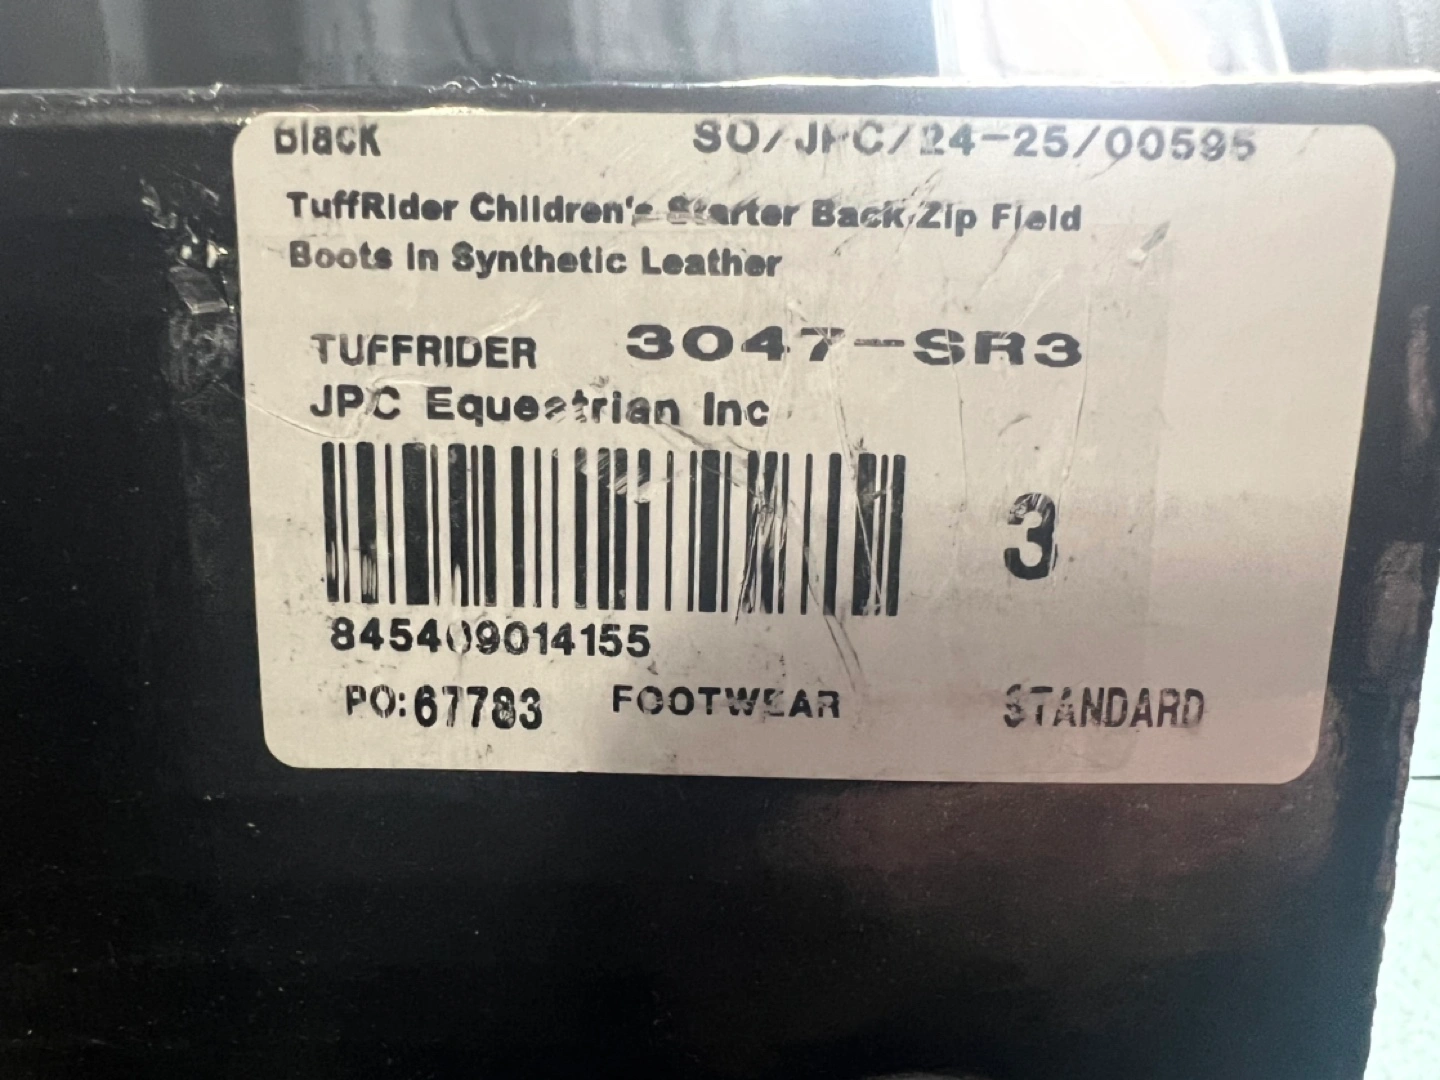 Black SO/JPC/24-25/00595
TuffRider Children's Starter Back Zip Field
Boots In Synthetic Leather
TUFFRIDER 3047-SR3
JPC Equestrian Inc
3
845409014155
PO:67783 FOOTWEAR STANDARD